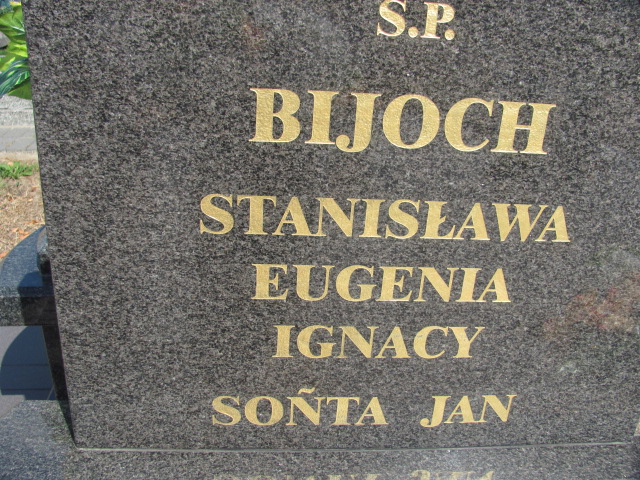 Ś.P.
BIJOCH
STANISŁAWA
EUGENIA
IGNACY
SOÑTA JAN